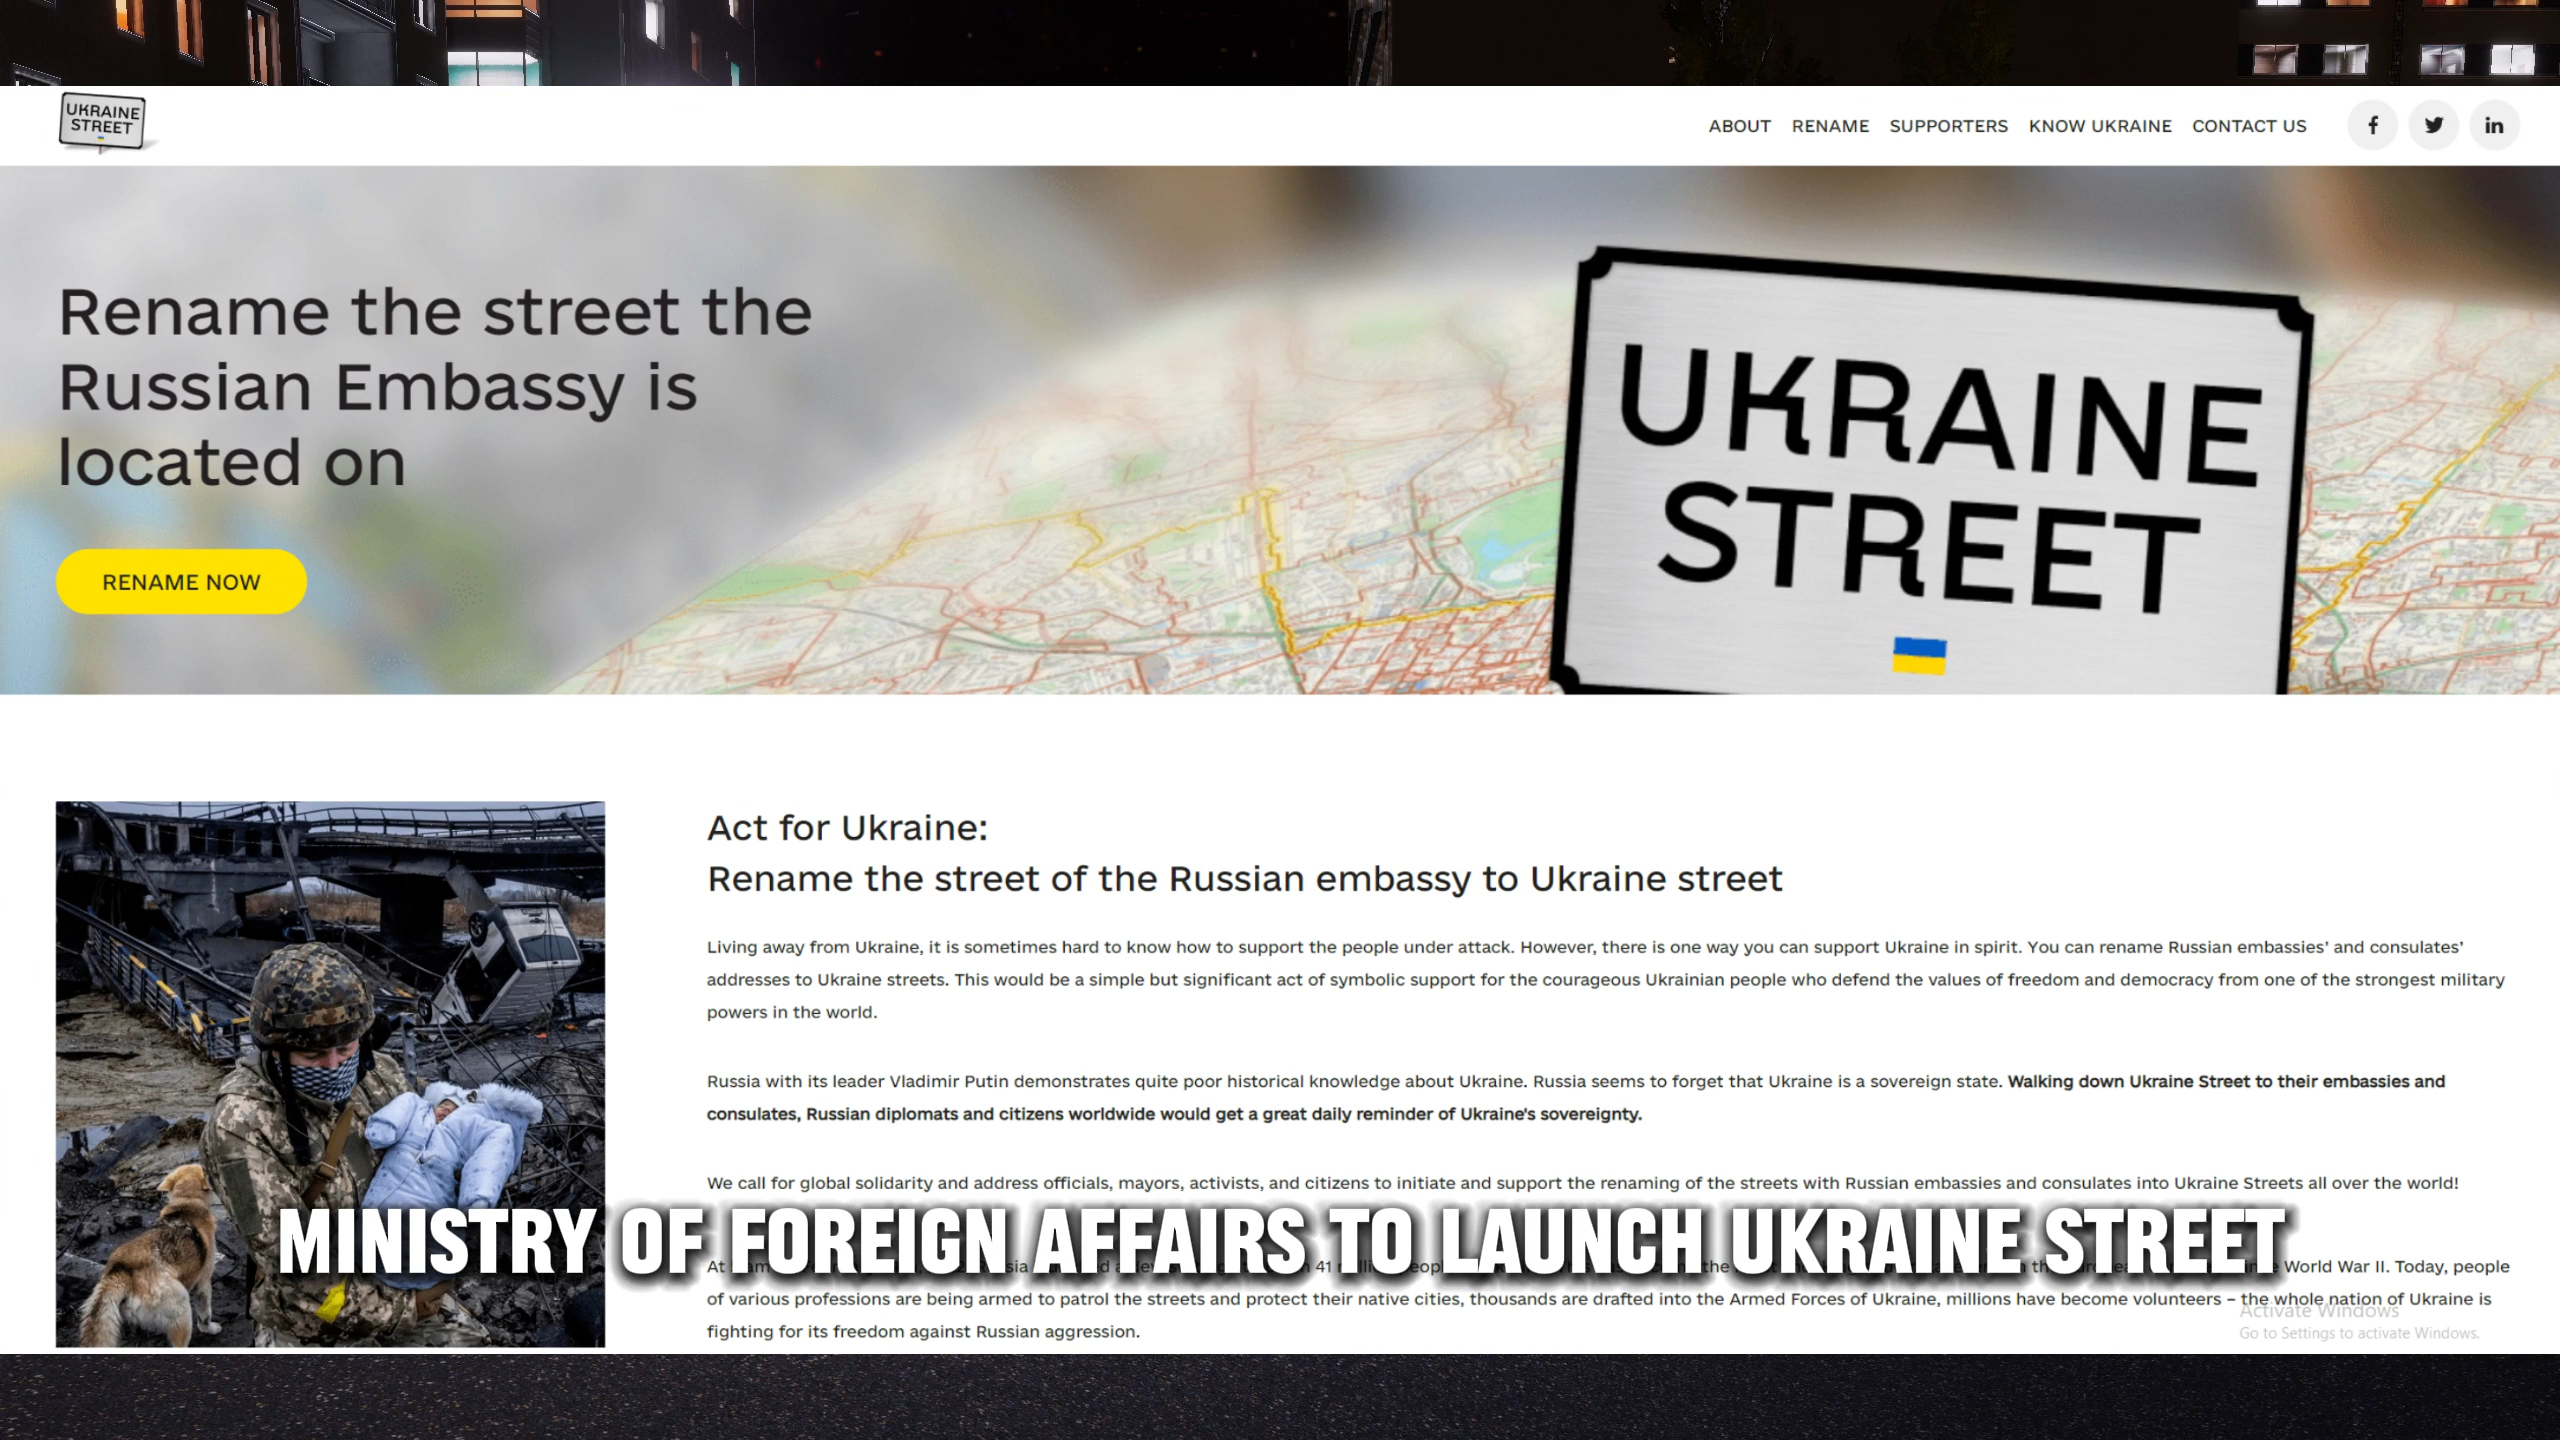 UKRAINE
STREET
ABOUT RENAME SUPPORTERS KNOW UKRAINE CONTACT US
Rename the street the
Russian Embassy is
located on
RENAME NOW
UKRAINE
STREET
Act for Ukraine:
Rename the street of the Russian embassy to Ukraine street
Living away from Ukraine, it is sometimes hard to know how to support the people under attack. However, there is one way you can support Ukraine in spirit. You can rename Russian embassies' and consulates'
addresses to Ukraine streets. This would be a simple but significant act of symbolic support for the courageous Ukrainian people who defend the values of freedom and democracy from one of the strongest military
powers in the world.
Russia with its leader Vladimir Putin demonstrates quite poor historical knowledge about Ukraine. Russia seems to forget that Ukraine is a sovereign state. Walking down Ukraine Street to their embassies and
consulates, Russian diplomats and citizens worldwide would get a great daily reminder of Ukraine's sovereignty.
We call for global solidarity and address officials, mayors, activists, and citizens to initiate and support the renaming of the streets with Russian embassies and consulates into Ukraine Streets all over the world!
MINISTRY OF FOREIGN AFFAIRS TO LAUNCH UKRAINE STREET
At 41 the World War II. Today, people
of various professions are being armed to patrol the streets and protect their native cities, thousands are drafted into the Armed Forces of Ukraine, millions have become volunteers – the whole nation of Ukraine is
fighting for its freedom against Russian aggression.
Activate Windows
Go to Settings to activate Windows.